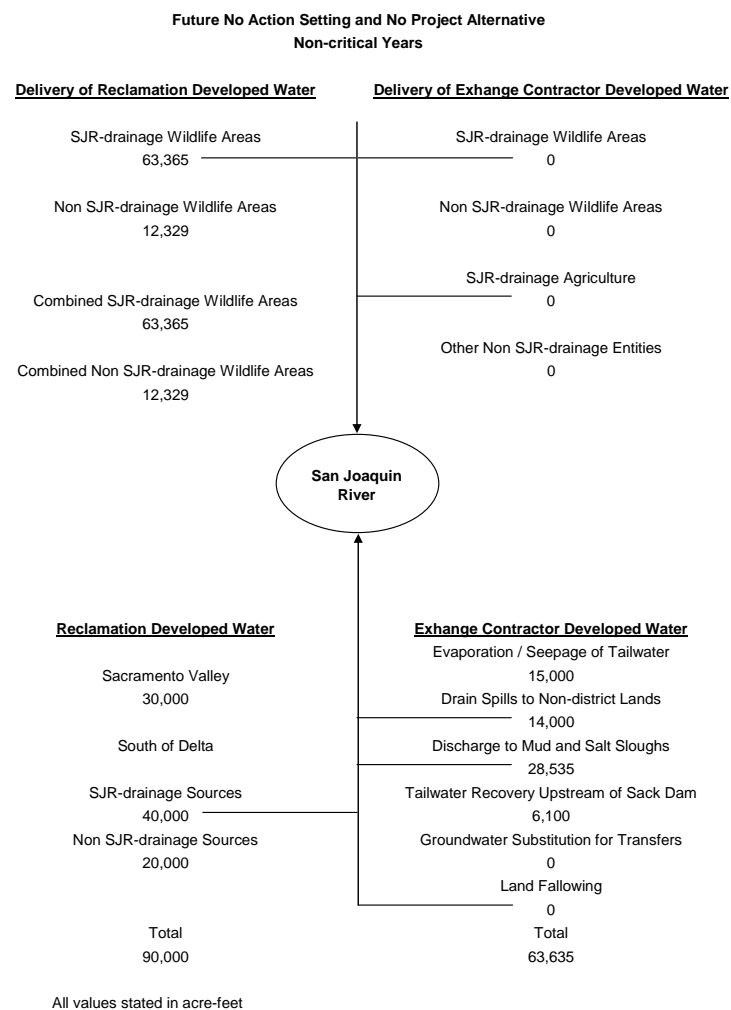 Future No Action Setting and No Project Alternative
Non-critical Years
Delivery of Reclamation Developed Water
SJR-drainage Wildlife Areas
63,365
Non SJR-drainage Wildlife Areas
12,329
Combined SJR-drainage Wildlife Areas
63,365
Combined Non SJR-drainage Wildlife Areas
12,329
Delivery of Exhange Contractor Developed Water
SJR-drainage Wildlife Areas
0
Non SJR-drainage Wildlife Areas
0
SJR-drainage Agriculture
0
Other Non SJR-drainage Entities
0
San Joaquin
River
Reclamation Developed Water
Sacramento Valley
30,000
South of Delta
SJR-drainage Sources
40,000
Non SJR-drainage Sources
20,000
Total
90,000
Exhange Contractor Developed Water
Evaporation / Seepage of Tailwater
15,000
Drain Spills to Non-district Lands
14,000
Discharge to Mud and Salt Sloughs
28,535
Tailwater Recovery Upstream of Sack Dam
6,100
Groundwater Substitution for Transfers
0
Land Fallowing
0
Total
63,635
All values stated in acre-feet